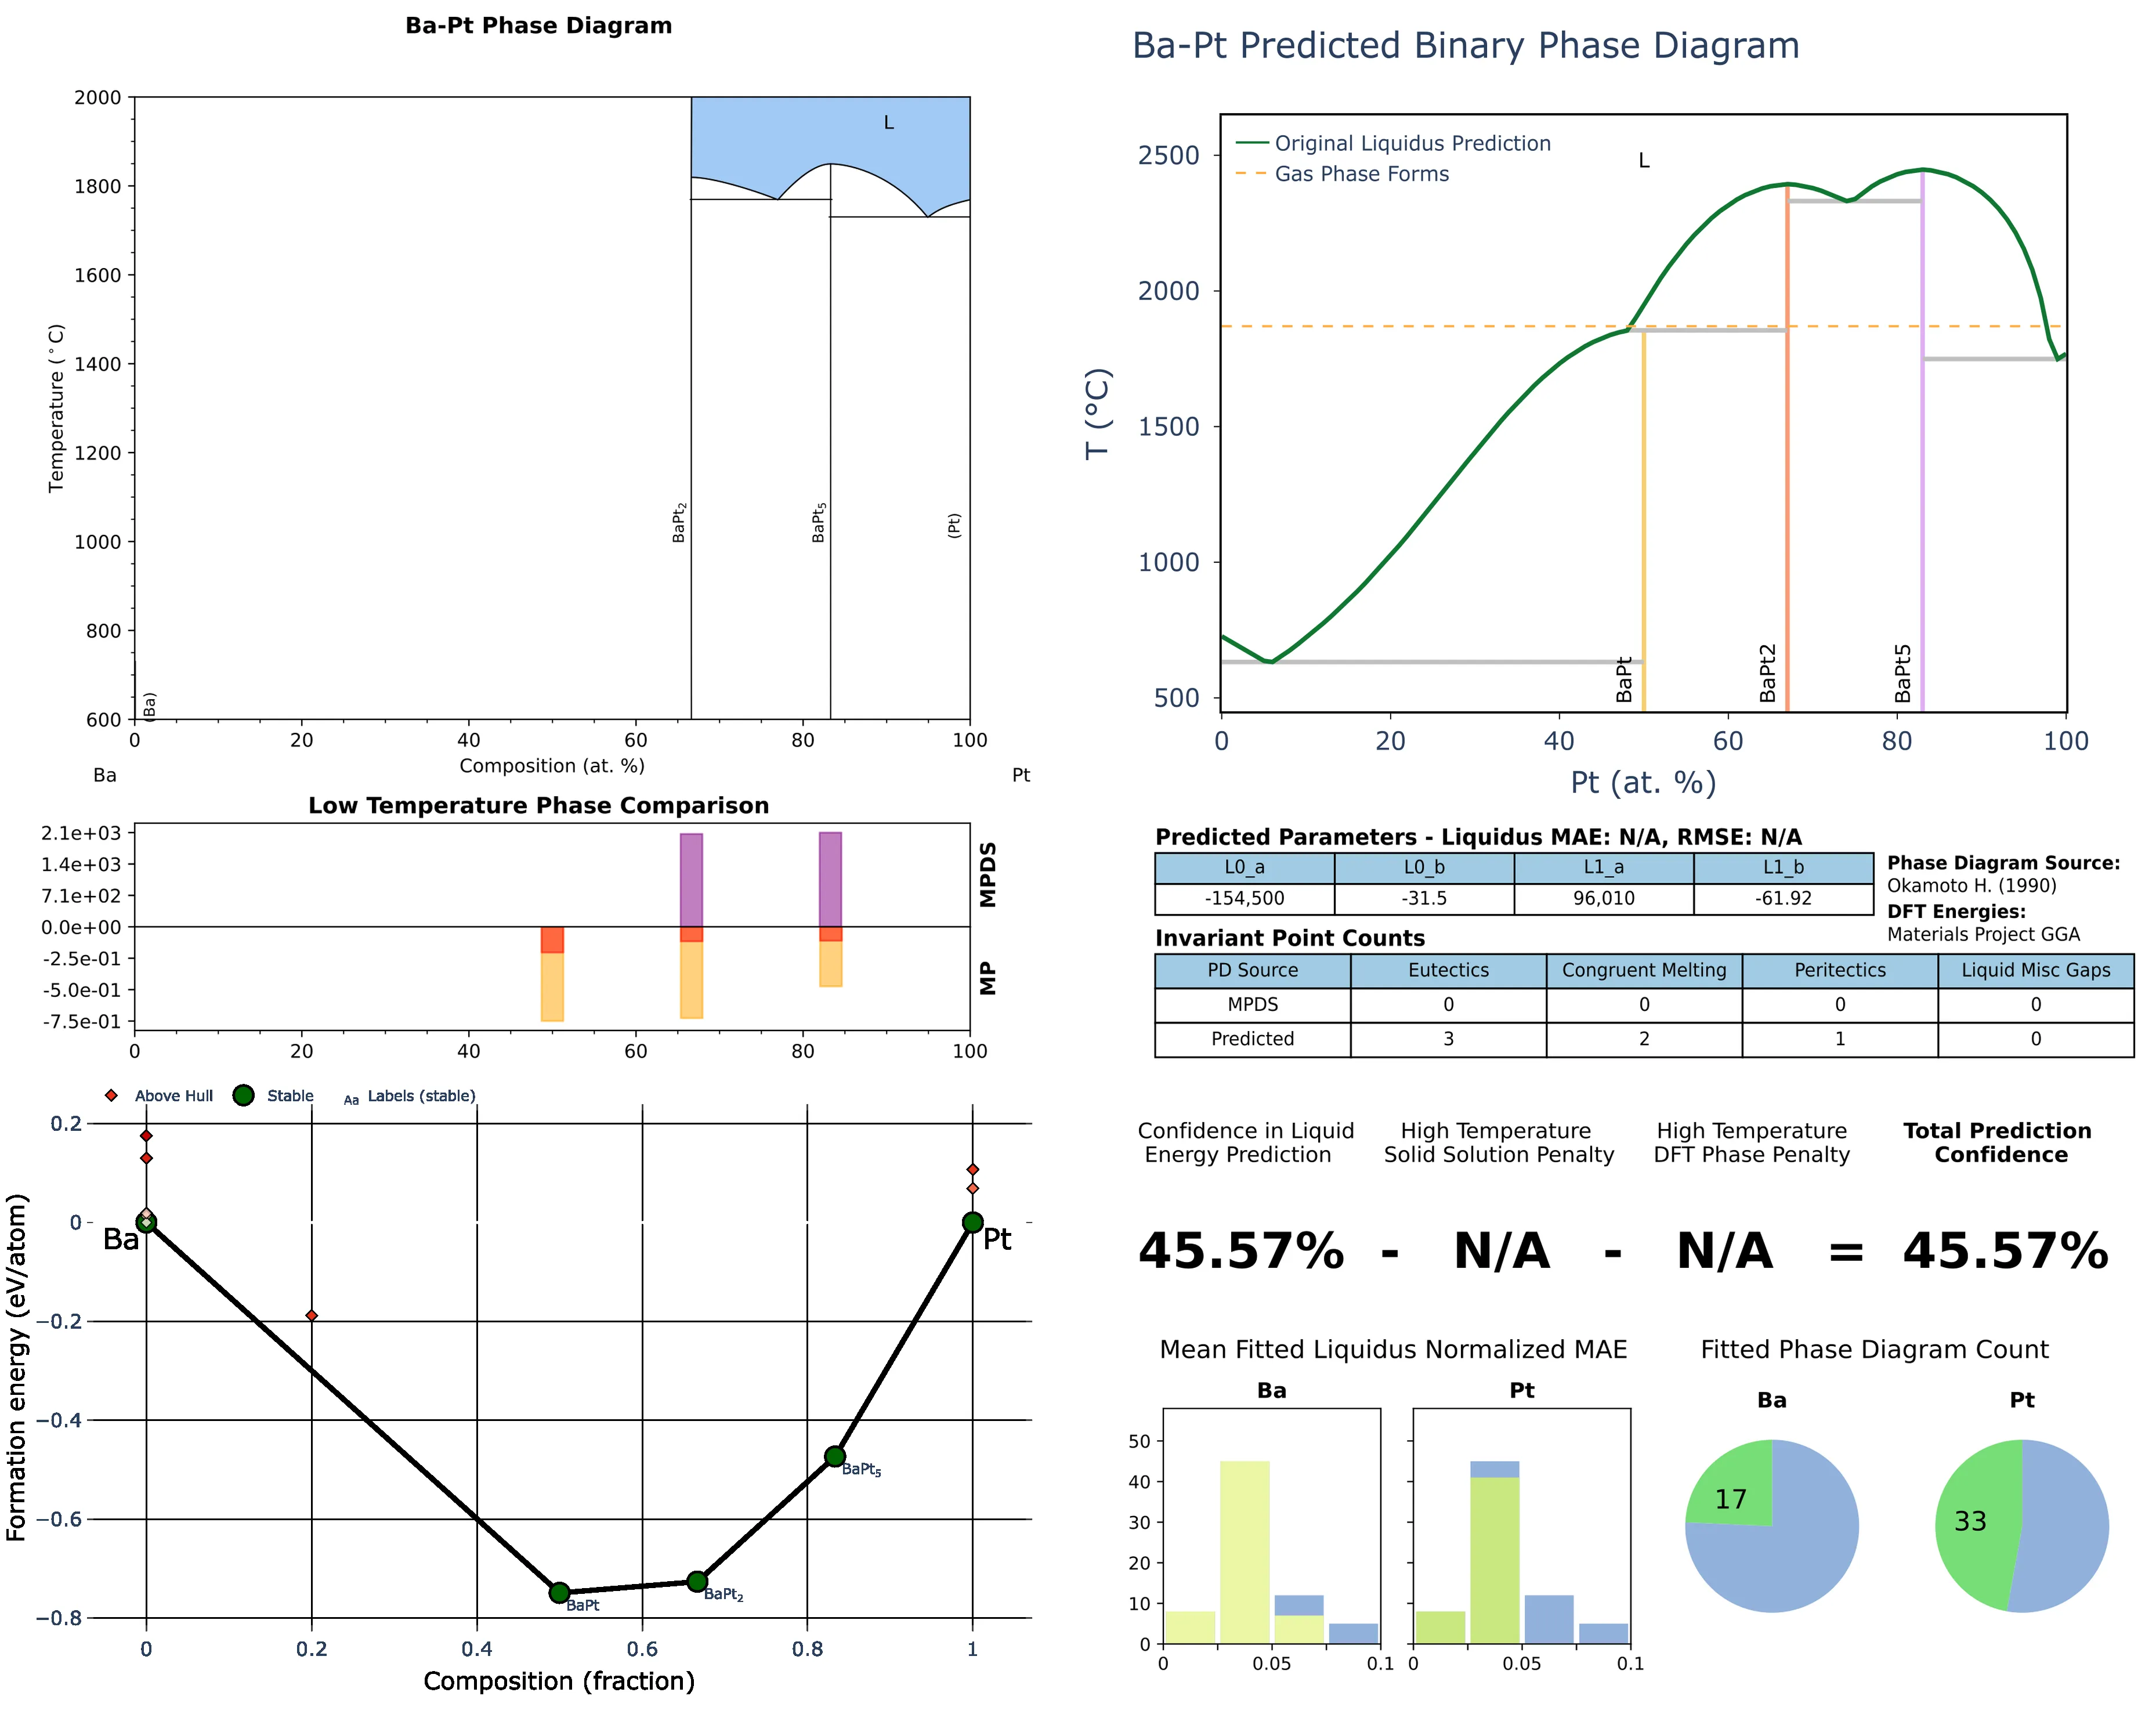 Ba-Pt Phase Diagram
2000
1800
1600
1400
1200
1000
800
600
Temperature (°C)
L
BaPt2
BaPt5
(Pt)
(Ba)
0 20 40 60 80 100
Composition (at. %)
Ba Pt
Low Temperature Phase Comparison
2.1e+03
1.4e+03
7.1e+02
0.0e+00
-2.5e-01
-5.0e-01
-7.5e-01
MPDS
MP
0 20 40 60 80 100
Above Hull Stable Aa Labels (stable)
0.2
0
−0.2
−0.4
−0.6
−0.8
Formation energy (eV/atom)
Ba
Pt
BaPt5
BaPt2
BaPt
0 0.2 0.4 0.6 0.8 1
Composition (fraction)
Ba-Pt Predicted Binary Phase Diagram
Original Liquidus Prediction
Gas Phase Forms
L
2500
2000
1500
1000
500
T (°C)
BaPt
BaPt2
BaPt5
0 20 40 60 80 100
Pt (at. %)
Predicted Parameters - Liquidus MAE: N/A, RMSE: N/A
L0_a L0_b L1_a L1_b
-154,500 -31.5 96,010 -61.92
Phase Diagram Source:
Okamoto H. (1990)
DFT Energies:
Materials Project GGA
Invariant Point Counts
PD Source Eutectics Congruent Melting Peritectics Liquid Misc Gaps
MPDS 0 0 0 0
Predicted 3 2 1 0
Confidence in Liquid
Energy Prediction
High Temperature
Solid Solution Penalty
High Temperature
DFT Phase Penalty
Total Prediction
Confidence
45.57% - N/A - N/A = 45.57%
Mean Fitted Liquidus Normalized MAE
Ba Pt
50
40
30
20
10
0
0 0.05 0.1
0 0.05 0.1
Fitted Phase Diagram Count
Ba Pt
17
33